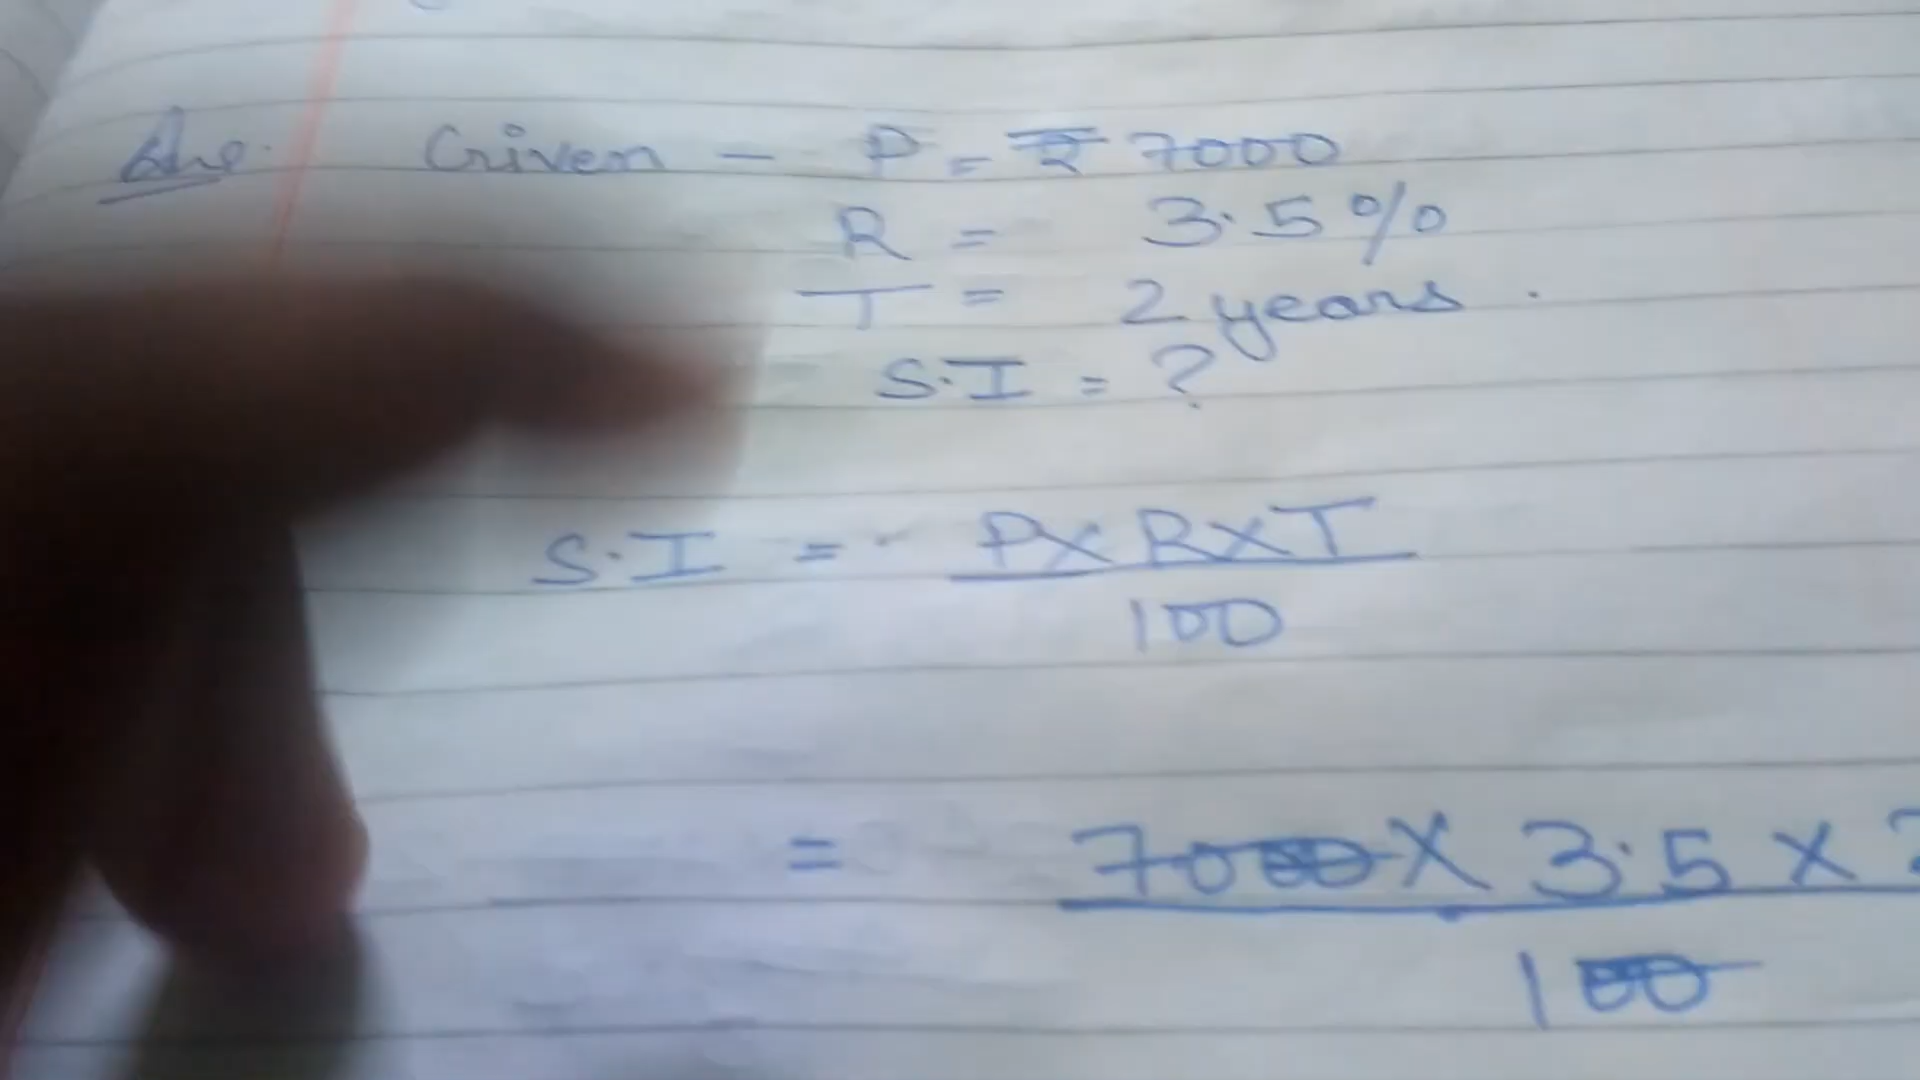 Ans. Given - P = ₹ 7000
R = 3.5%
T = 2 years.
S.I = ?
S.I = P X R X T
100
= 7000 X 3.5 X
100